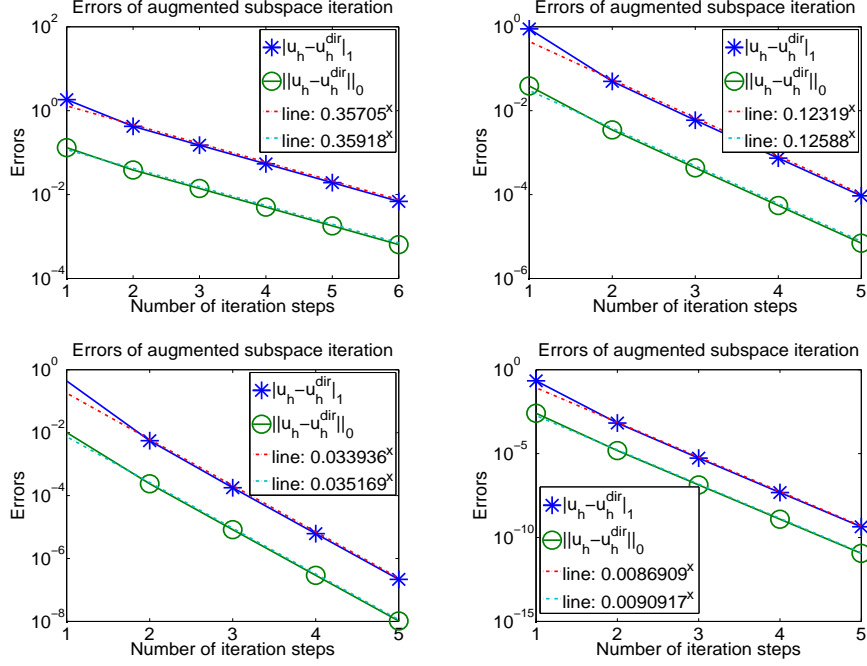 Errors of augmented subspace iteration
10^2
10^0
10^-2
10^-4
Errors
1 2 3 4 5 6
Number of iteration steps
|u_h−u_h^dir|_1
||u_h−u_h^dir||_0
line: 0.35705^x
line: 0.35918^x
Errors of augmented subspace iteration
10^0
10^-2
10^-4
10^-6
Errors
1 2 3 4 5
Number of iteration steps
|u_h−u_h^dir|_1
||u_h−u_h^dir||_0
line: 0.12319^x
line: 0.12588^x
Errors of augmented subspace iteration
10^0
10^-2
10^-4
10^-6
10^-8
Errors
1 2 3 4 5
Number of iteration steps
|u_h−u_h^dir|_1
||u_h−u_h^dir||_0
line: 0.033936^x
line: 0.035169^x
Errors of augmented subspace iteration
10^0
10^-5
10^-10
10^-15
Errors
1 2 3 4 5
Number of iteration steps
|u_h−u_h^dir|_1
||u_h−u_h^dir||_0
line: 0.0086909^x
line: 0.0090917^x